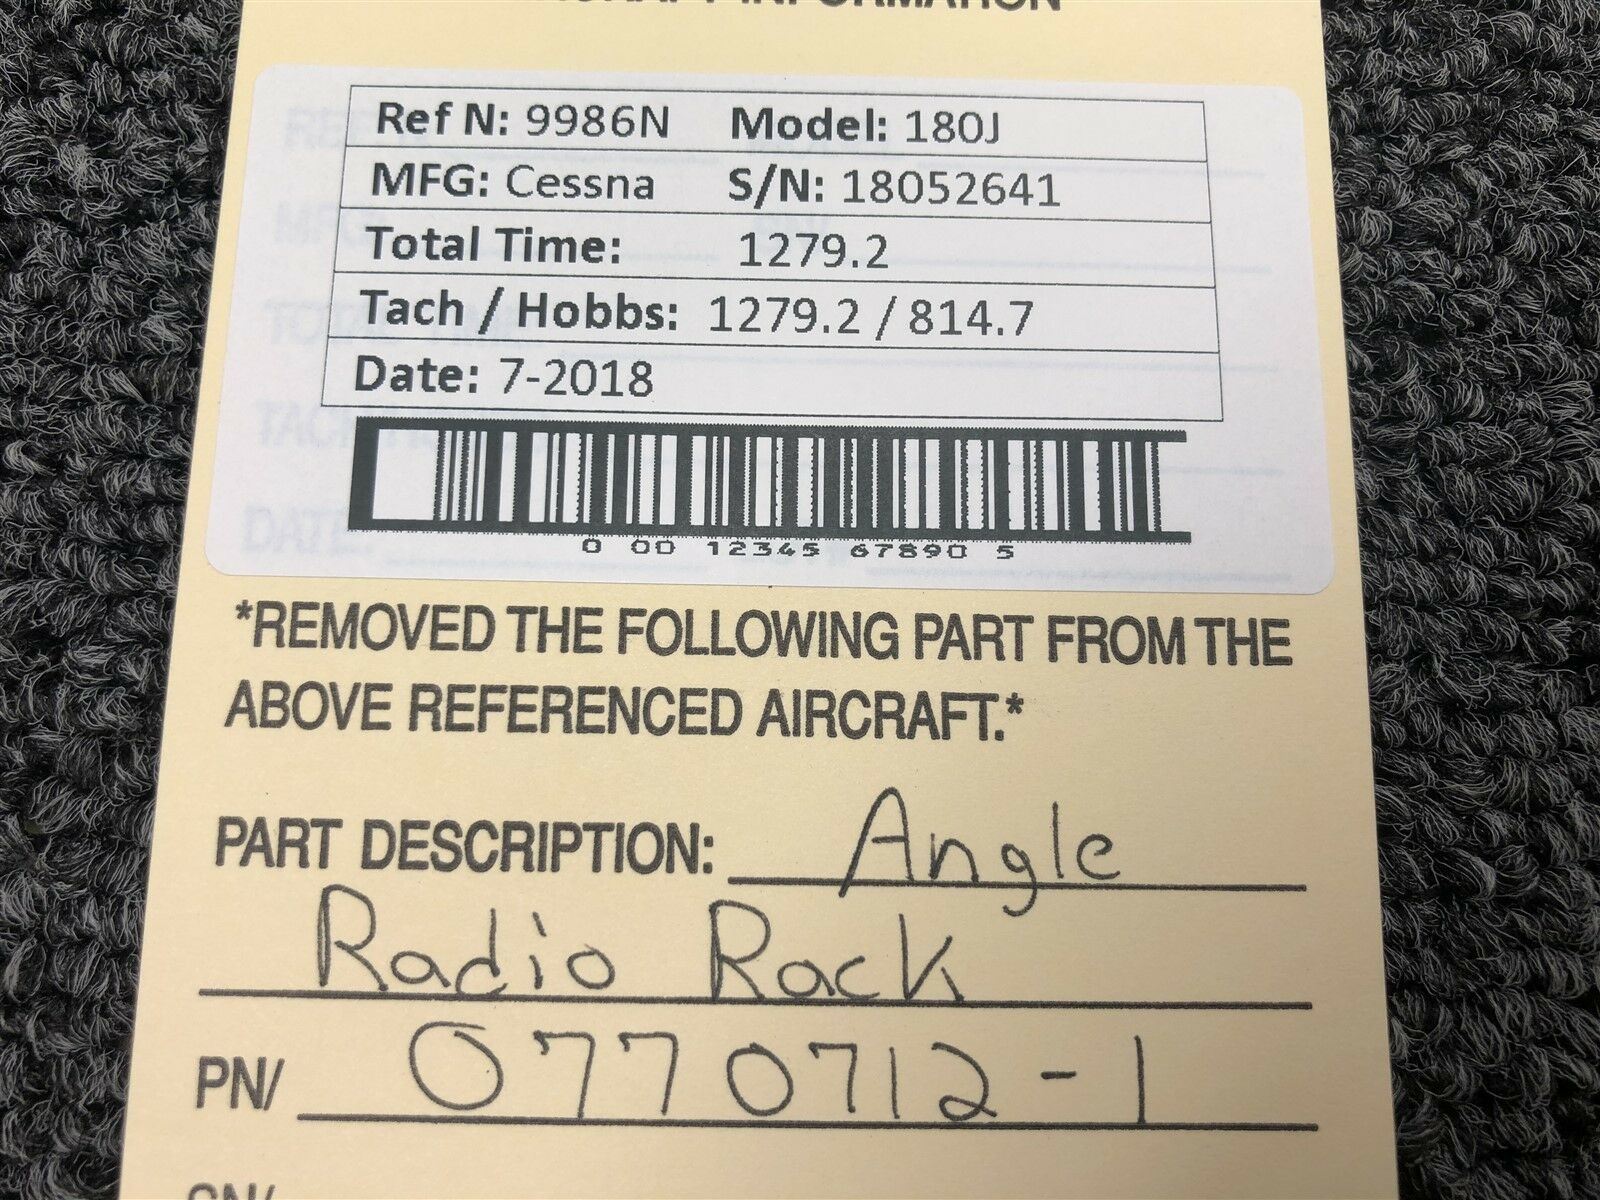 INFORMATION
Ref N: 9986N Model: 180J
MFG: Cessna S/N: 18052641
Total Time: 1279.2
Tach / Hobbs: 1279.2 / 814.7
Date: 7-2018
0 00 12345 67890 5
*REMOVED THE FOLLOWING PART FROM THE
ABOVE REFERENCED AIRCRAFT.*
PART DESCRIPTION: Angle
Radio Rack
PN/ 0770712-1
SN/